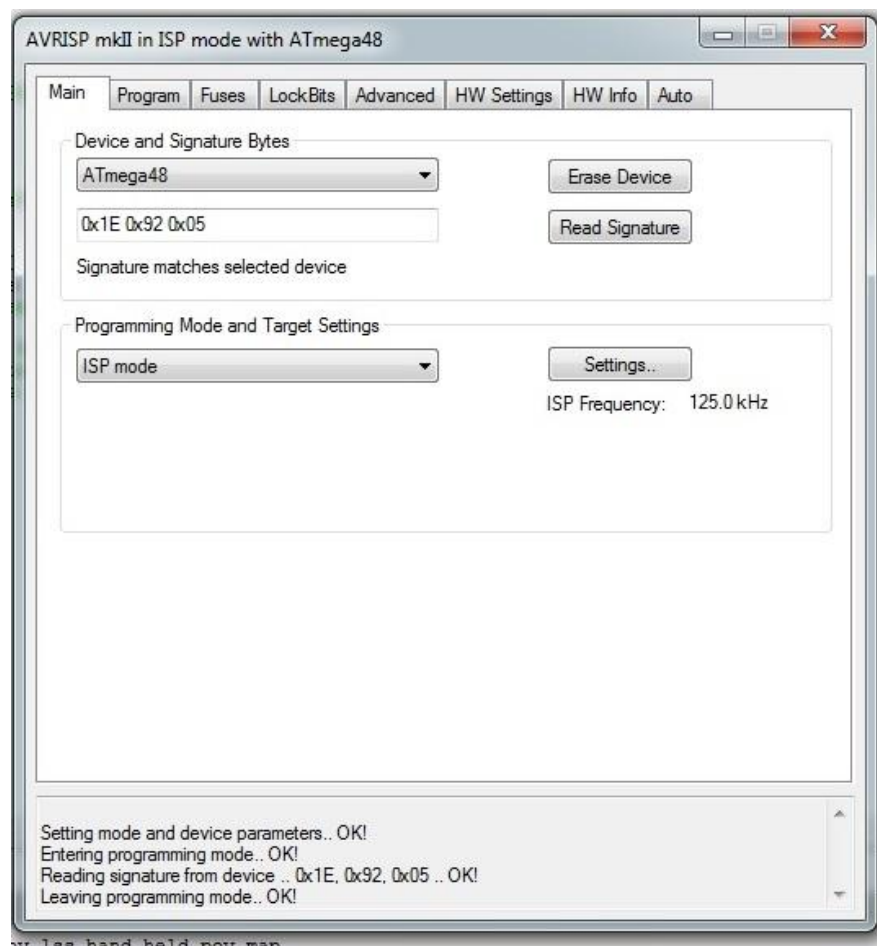 AVRISP mkII in ISP mode with ATmega48
Main Program Fuses LockBits Advanced HW Settings HW Info Auto
Device and Signature Bytes
ATmega48
Erase Device
0x1E 0x92 0x05
Read Signature
Signature matches selected device
Programming Mode and Target Settings
ISP mode
Settings..
ISP Frequency: 125.0 kHz
Setting mode and device parameters.. OK!
Entering programming mode.. OK!
Reading signature from device .. 0x1E, 0x92, 0x05 .. OK!
Leaving programming mode.. OK!